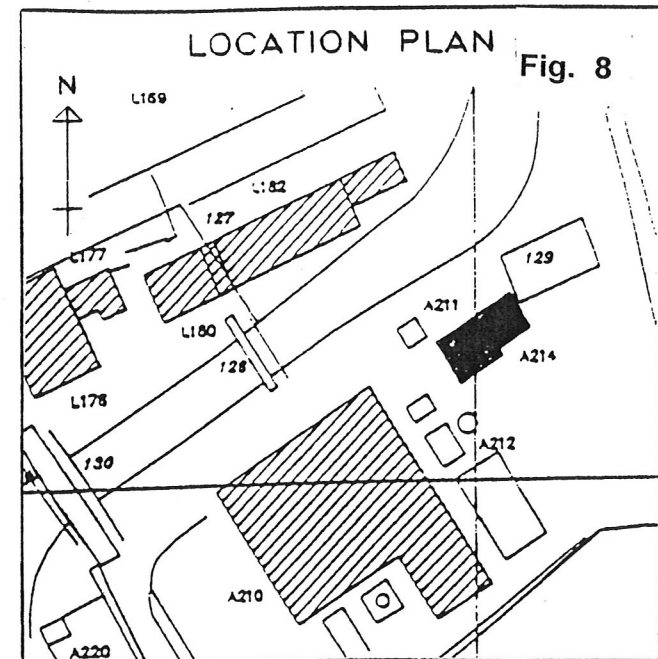 LOCATION PLAN
Fig. 8
N
L169
L182
127
L177
129
A211
L180
128
A214
L178
A212
130
A210
A220